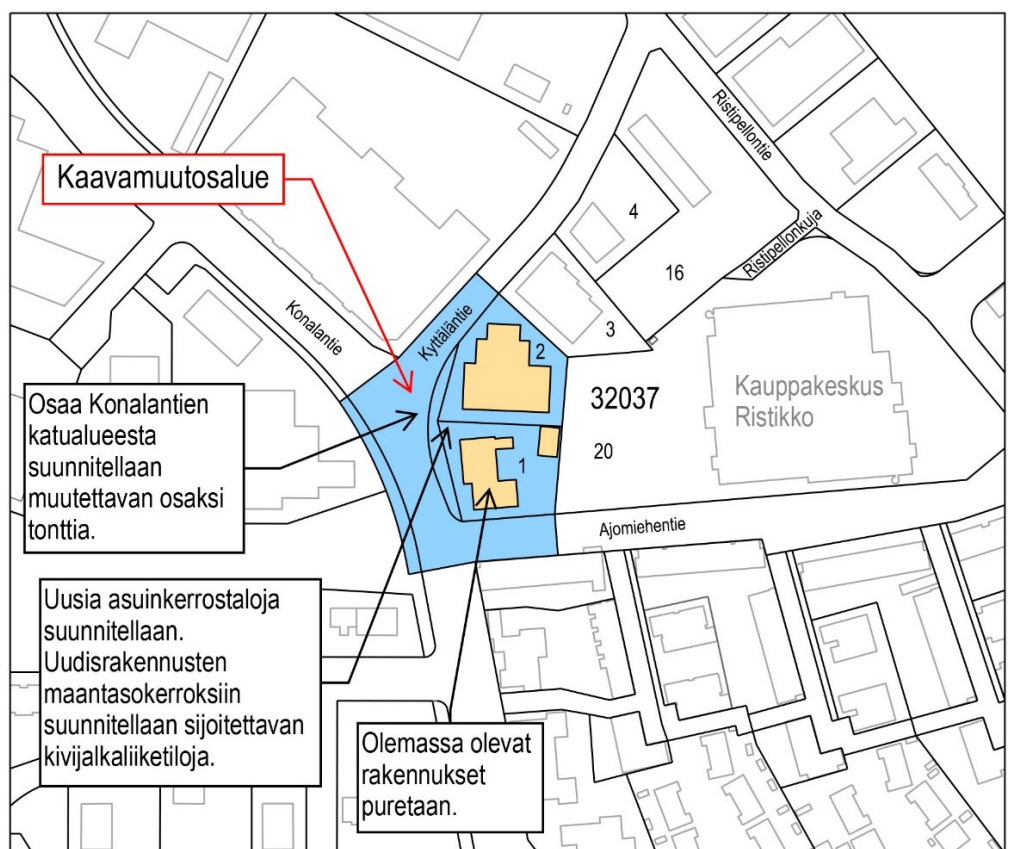 Ristipellontie
Kaavamuutosalue
4
Ristipellonkuja
16
Konalantie
Kyttäläntie
3
2
Osaa Konalantien
katualueesta
suunnitellaan
muutettavan osaksi
tonttia.
32037
Kauppakeskus
Ristikko
1
20
Ajomiehentie
Uusia asuinkerrostaloja
suunnitellaan.
Uudisrakennusten
maantasokerroksiin
suunnitellaan sijoitettavan
kivijalkaliiketiloja.
Olemassa olevat
rakennukset
puretaan.